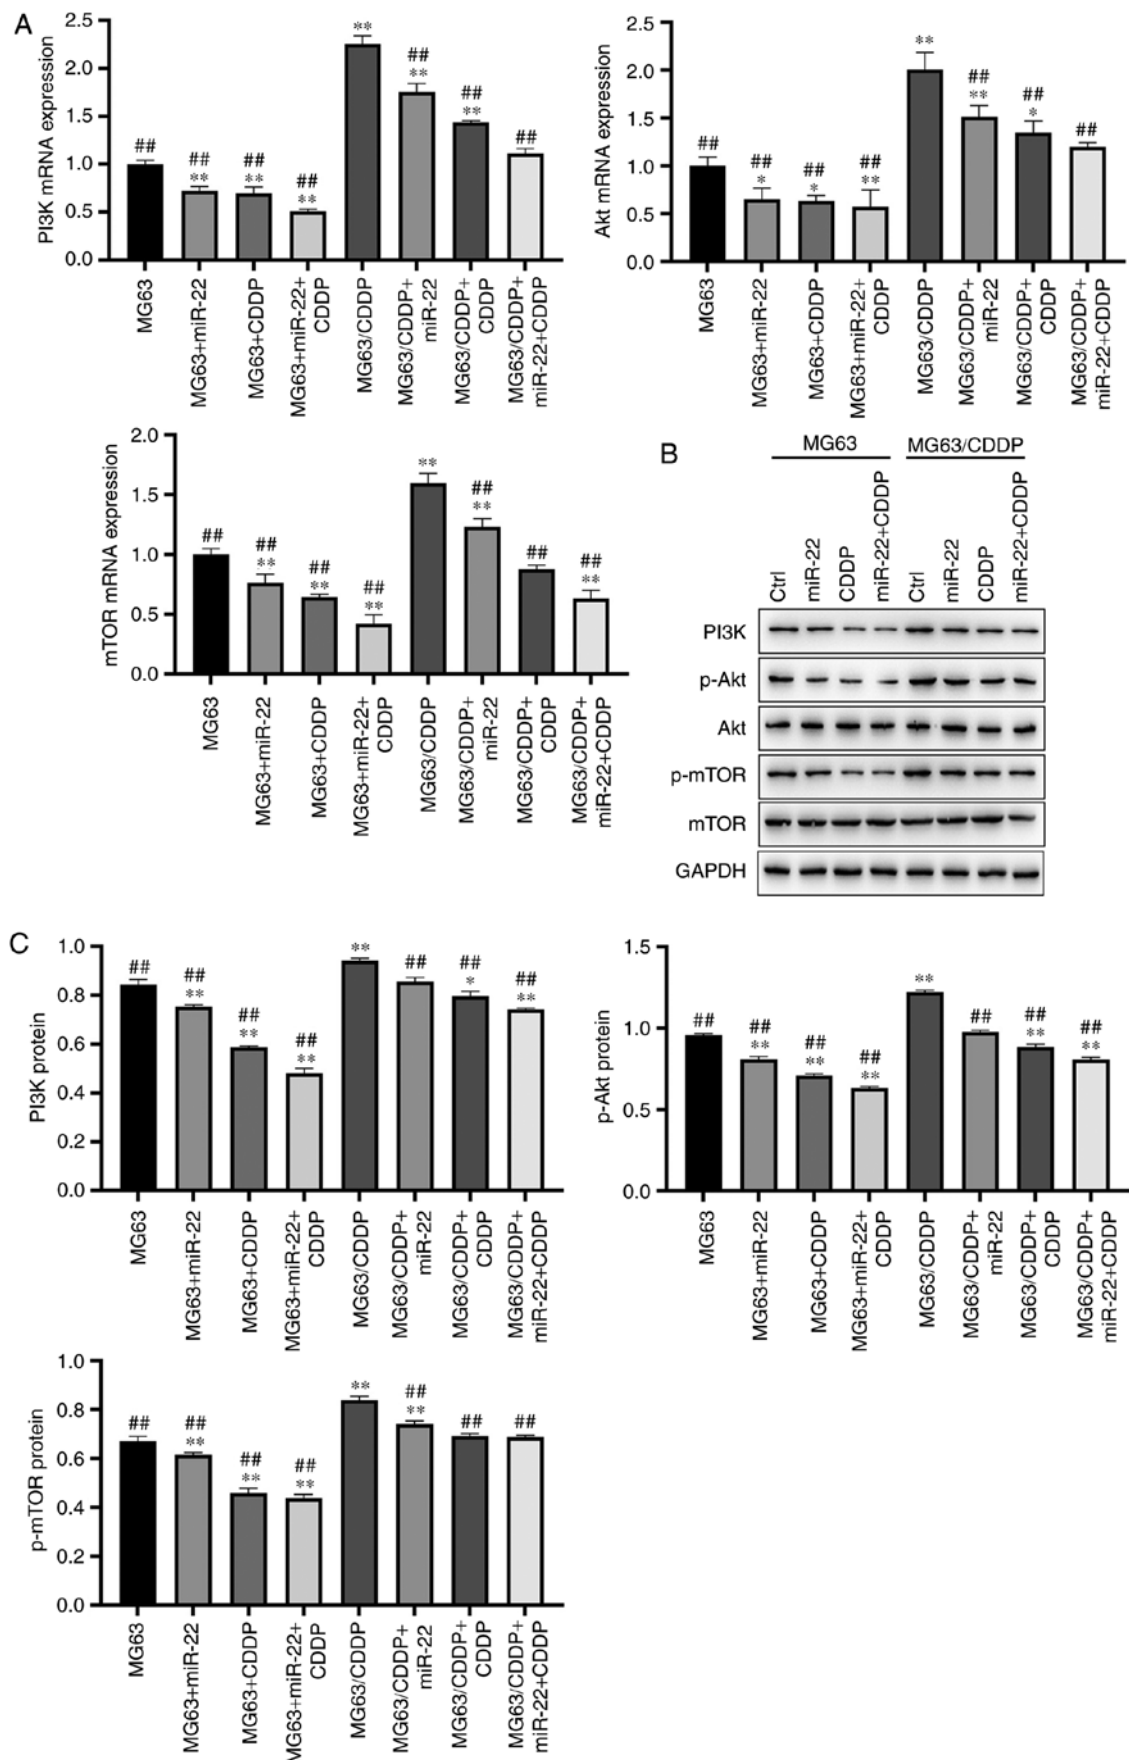 A
PI3K mRNA expression
2.5
2.0
1.5
1.0
0.5
0.0
**
##
**
##
**
##
##
##
**
##
**
##
**
MG63
MG63+miR-22
MG63+CDDP
MG63+miR-22+
CDDP
MG63/CDDP
MG63/CDDP+
miR-22
MG63/CDDP+
CDDP
MG63/CDDP+
miR-22+CDDP
Akt mRNA expression
2.5
2.0
1.5
1.0
0.5
0.0
##
##
*
##
*
##
**
**
##
**
##
*
##
MG63
MG63+miR-22
MG63+CDDP
MG63+miR-22+
CDDP
MG63/CDDP
MG63/CDDP+
miR-22
MG63/CDDP+
CDDP
MG63/CDDP+
miR-22+CDDP
mTOR mRNA expression
2.0
1.5
1.0
0.5
0.0
##
##
**
##
**
##
**
**
##
**
##
##
**
MG63
MG63+miR-22
MG63+CDDP
MG63+miR-22+
CDDP
MG63/CDDP
MG63/CDDP+
miR-22
MG63/CDDP+
CDDP
MG63/CDDP+
miR-22+CDDP
B
MG63
MG63/CDDP
Ctrl
miR-22
CDDP
miR-22+CDDP
Ctrl
miR-22
CDDP
miR-22+CDDP
PI3K
p-Akt
Akt
p-mTOR
mTOR
GAPDH
C
PI3K protein
1.0
0.8
0.6
0.4
0.2
0.0
##
##
**
##
**
##
**
**
##
##
*
##
**
MG63
MG63+miR-22
MG63+CDDP
MG63+miR-22+
CDDP
MG63/CDDP
MG63/CDDP+
miR-22
MG63/CDDP+
CDDP
MG63/CDDP+
miR-22+CDDP
p-Akt protein
1.5
1.0
0.5
0.0
##
##
**
##
**
##
**
**
##
##
**
##
**
MG63
MG63+miR-22
MG63+CDDP
MG63+miR-22+
CDDP
MG63/CDDP
MG63/CDDP+
miR-22
MG63/CDDP+
CDDP
MG63/CDDP+
miR-22+CDDP
p-mTOR protein
1.0
0.8
0.6
0.4
0.2
0.0
##
##
**
##
**
##
**
**
##
**
##
##
MG63
MG63+miR-22
MG63+CDDP
MG63+miR-22+
CDDP
MG63/CDDP
MG63/CDDP+
miR-22
MG63/CDDP+
CDDP
MG63/CDDP+
miR-22+CDDP